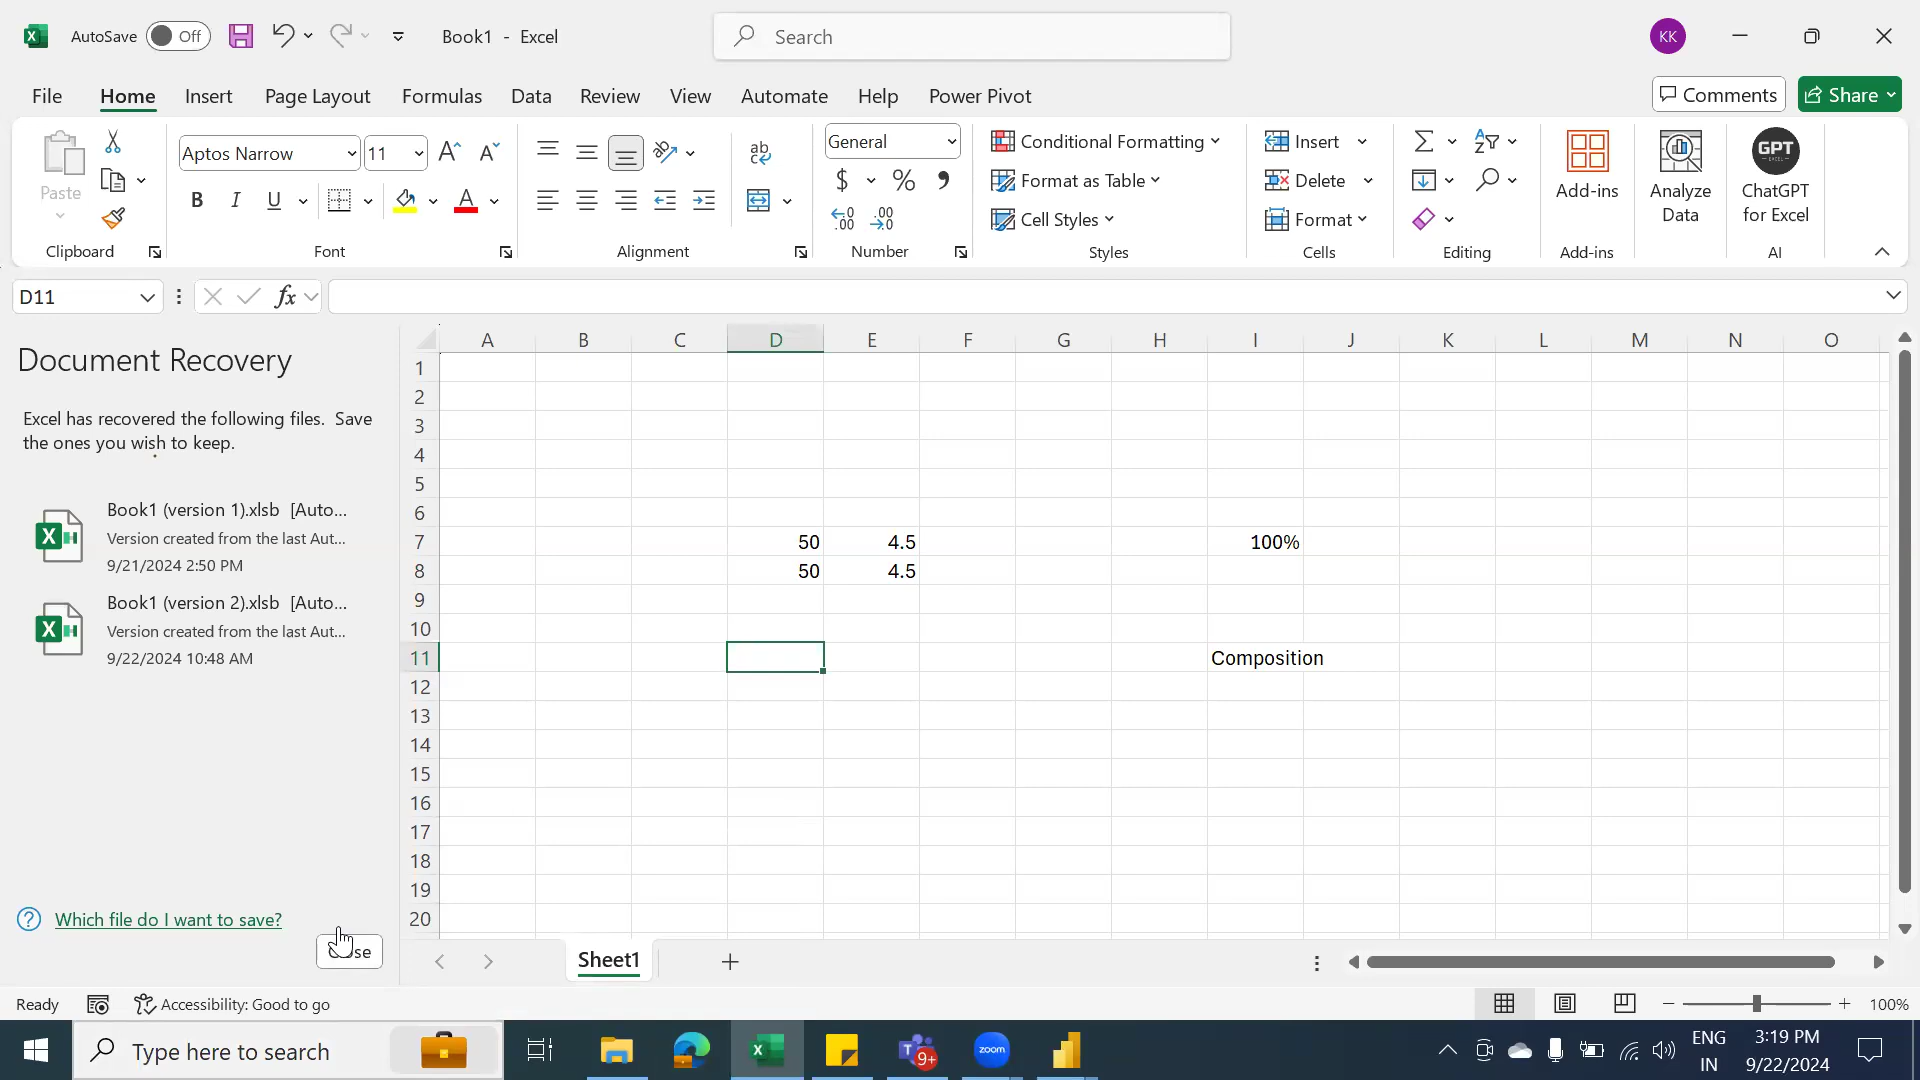 AutoSave Off Book1 - Excel Search KK
File Home Insert Page Layout Formulas Data Review View Automate Help Power Pivot Comments Share
Paste Aptos Narrow 11 General Conditional Formatting Insert
$ % Format as Table Delete Add-ins Analyze Data ChatGPT for Excel
B I U Cell Styles Format
Clipboard Font Alignment Number Styles Cells Editing Add-ins AI
D11 fx
Document Recovery
Excel has recovered the following files. Save
the ones you wish to keep.
Book1 (version 1).xlsb [Auto...
Version created from the last Aut...
9/21/2024 2:50 PM
Book1 (version 2).xlsb [Auto...
Version created from the last Aut...
9/22/2024 10:48 AM
Which file do I want to save?
A B C D E F G H I J K L M N O
1
2
3
4
5
6
7 50 4.5 100%
8 50 4.5
9
10
11 Composition
12
13
14
15
16
17
18
19
20
Sheet1
Ready Accessibility: Good to go 100%
Type here to search 9+ zoom ENG IN 3:19 PM 9/22/2024